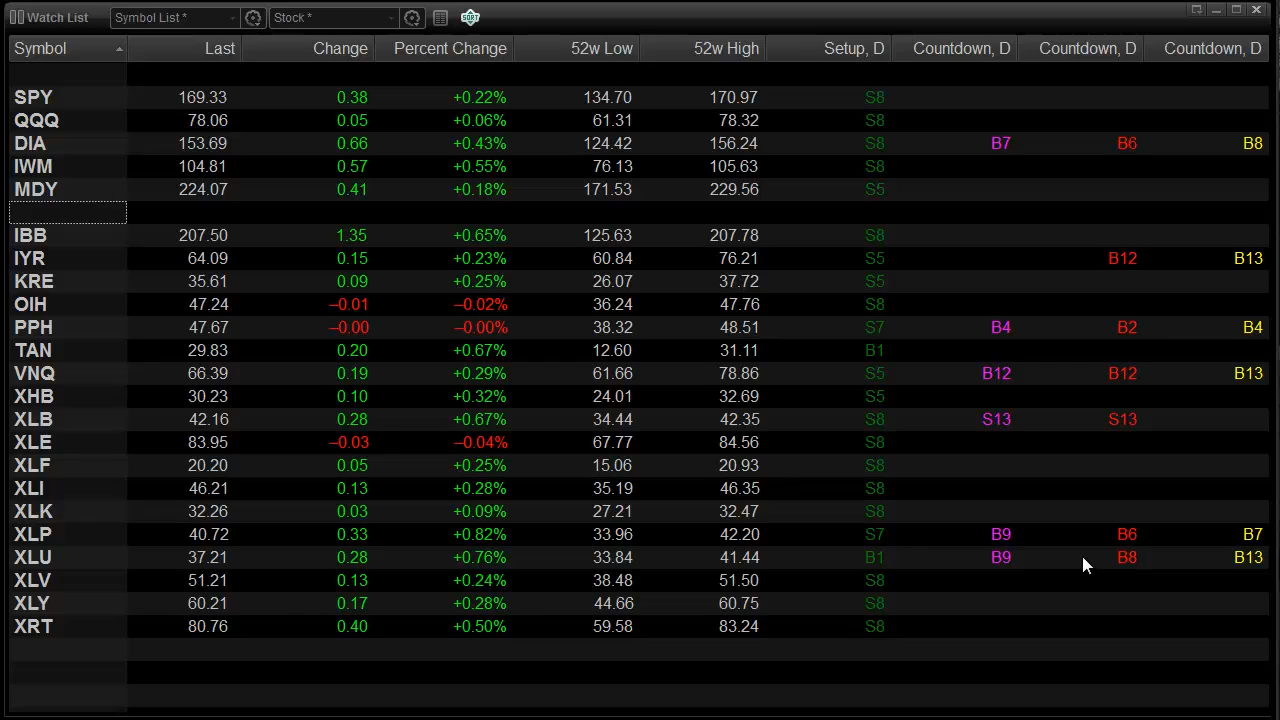 Watch List Symbol List * Stock * SORT
Symbol Last Change Percent Change 52w Low 52w High Setup, D Countdown, D Countdown, D Countdown, D
SPY 169.33 0.38 +0.22% 134.70 170.97 S8
QQQ 78.06 0.05 +0.06% 61.31 78.32 S8
DIA 153.69 0.66 +0.43% 124.42 156.24 S8 B7 B6 B8
IWM 104.81 0.57 +0.55% 76.13 105.63 S8
MDY 224.07 0.41 +0.18% 171.53 229.56 S5
IBB 207.50 1.35 +0.65% 125.63 207.78 S8
IYR 64.09 0.15 +0.23% 60.84 76.21 S5 B12 B13
KRE 35.61 0.09 +0.25% 26.07 37.72 S5
OIH 47.24 −0.01 −0.02% 36.24 47.76 S8
PPH 47.67 −0.00 −0.00% 38.32 48.51 S7 B4 B2 B4
TAN 29.83 0.20 +0.67% 12.60 31.11 B1
VNQ 66.39 0.19 +0.29% 61.66 78.86 S5 B12 B12 B13
XHB 30.23 0.10 +0.32% 24.01 32.69 S5
XLB 42.16 0.28 +0.67% 34.44 42.35 S8 S13 S13
XLE 83.95 −0.03 −0.04% 67.77 84.56 S8
XLF 20.20 0.05 +0.25% 15.06 20.93 S8
XLI 46.21 0.13 +0.28% 35.19 46.35 S8
XLK 32.26 0.03 +0.09% 27.21 32.47 S8
XLP 40.72 0.33 +0.82% 33.96 42.20 S7 B9 B6 B7
XLU 37.21 0.28 +0.76% 33.84 41.44 B1 B9 B8 B13
XLV 51.21 0.13 +0.24% 38.48 51.50 S8
XLY 60.21 0.17 +0.28% 44.66 60.75 S8
XRT 80.76 0.40 +0.50% 59.58 83.24 S8